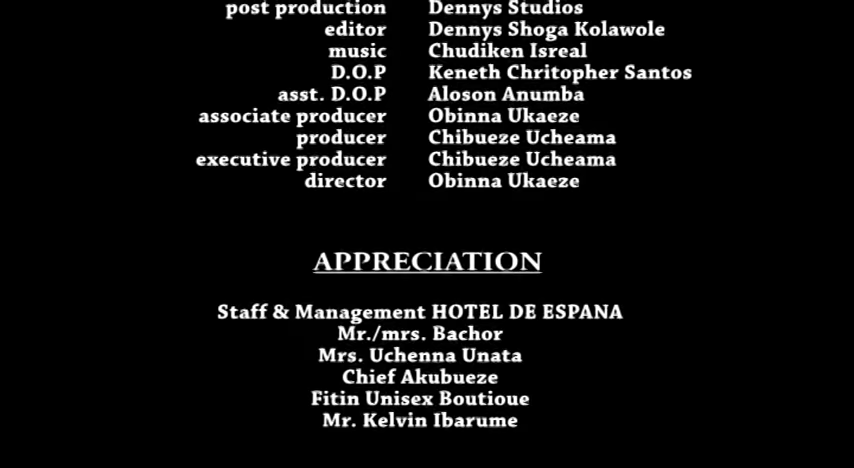 post production Dennys Studios
editor Dennys Shoga Kolawole
music Chudiken Isreal
D.O.P Keneth Chritopher Santos
asst. D.O.P Aloson Anumba
associate producer Obinna Ukaeze
producer Chibueze Ucheama
executive producer Chibueze Ucheama
director Obinna Ukaeze
APPRECIATION
Staff & Management HOTEL DE ESPANA
Mr./mrs. Bachor
Mrs. Uchenna Unata
Chief Akubueze
Fitin Unisex Boutioue
Mr. Kelvin Ibarume